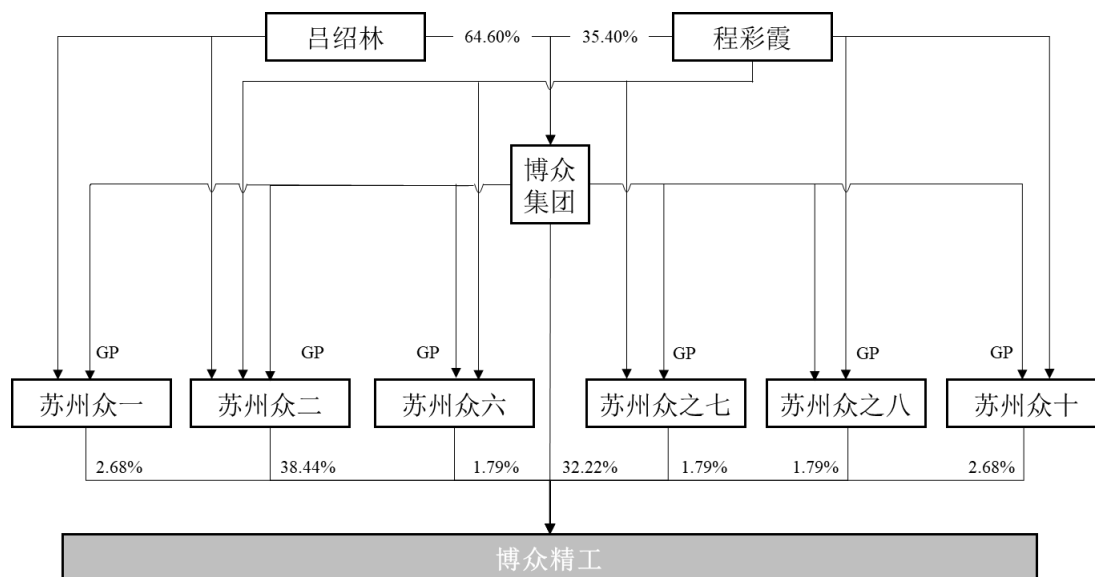 吕绍林
64.60%
35.40%
程彩霞
博众
集团
GP
GP
GP
GP
GP
GP
苏州众一
苏州众二
苏州众六
苏州众之七
苏州众之八
苏州众十
2.68%
38.44%
1.79%
32.22%
1.79%
1.79%
2.68%
博众精工